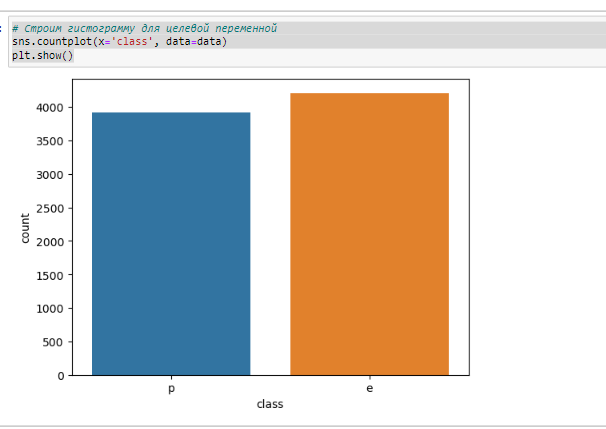 # Строим гистограмму для целевой переменной
sns.countplot(x='class', data=data)
plt.show()
4000
3500
3000
2500
2000
1500
1000
500
0
count
p e
class